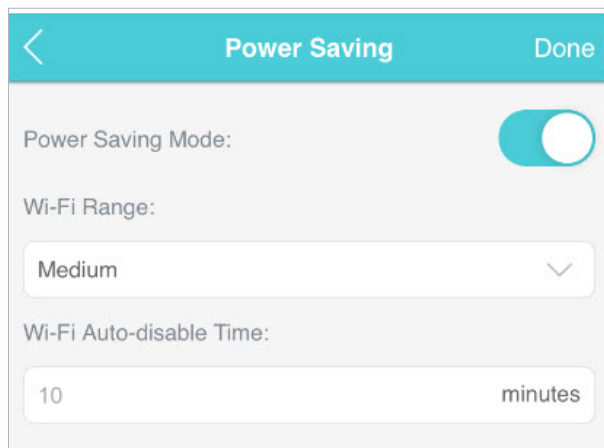 Power Saving Done
Power Saving Mode:
Wi-Fi Range:
Medium
Wi-Fi Auto-disable Time:
10 minutes